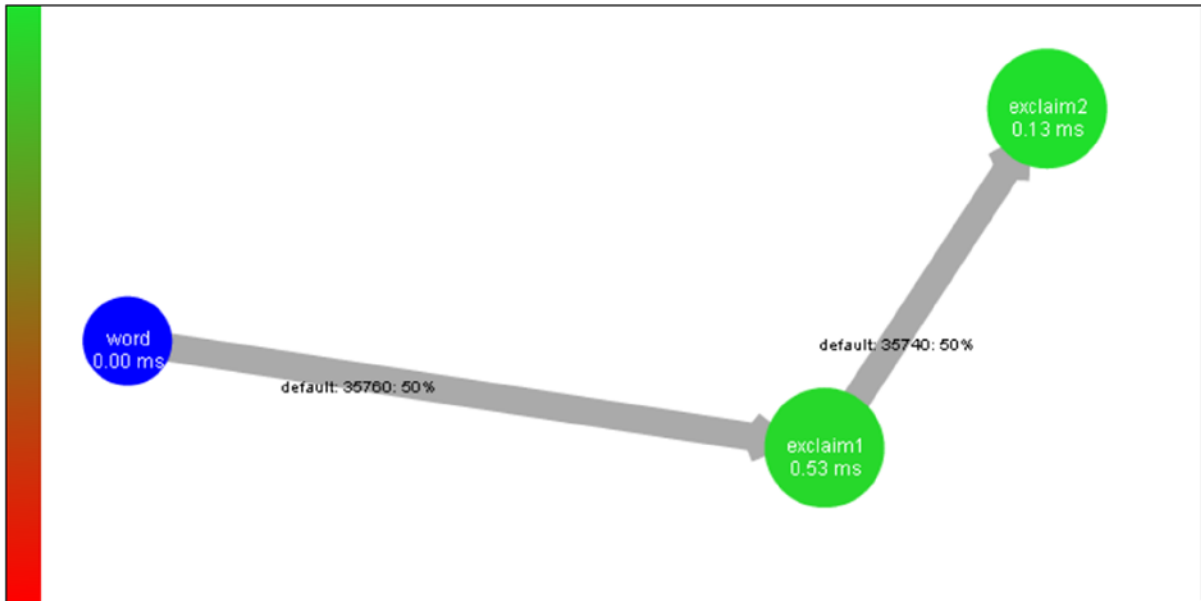 exclaim2
0.13 ms
word
0.00 ms
default: 35740: 50%
default: 35760: 50%
exclaim1
0.53 ms